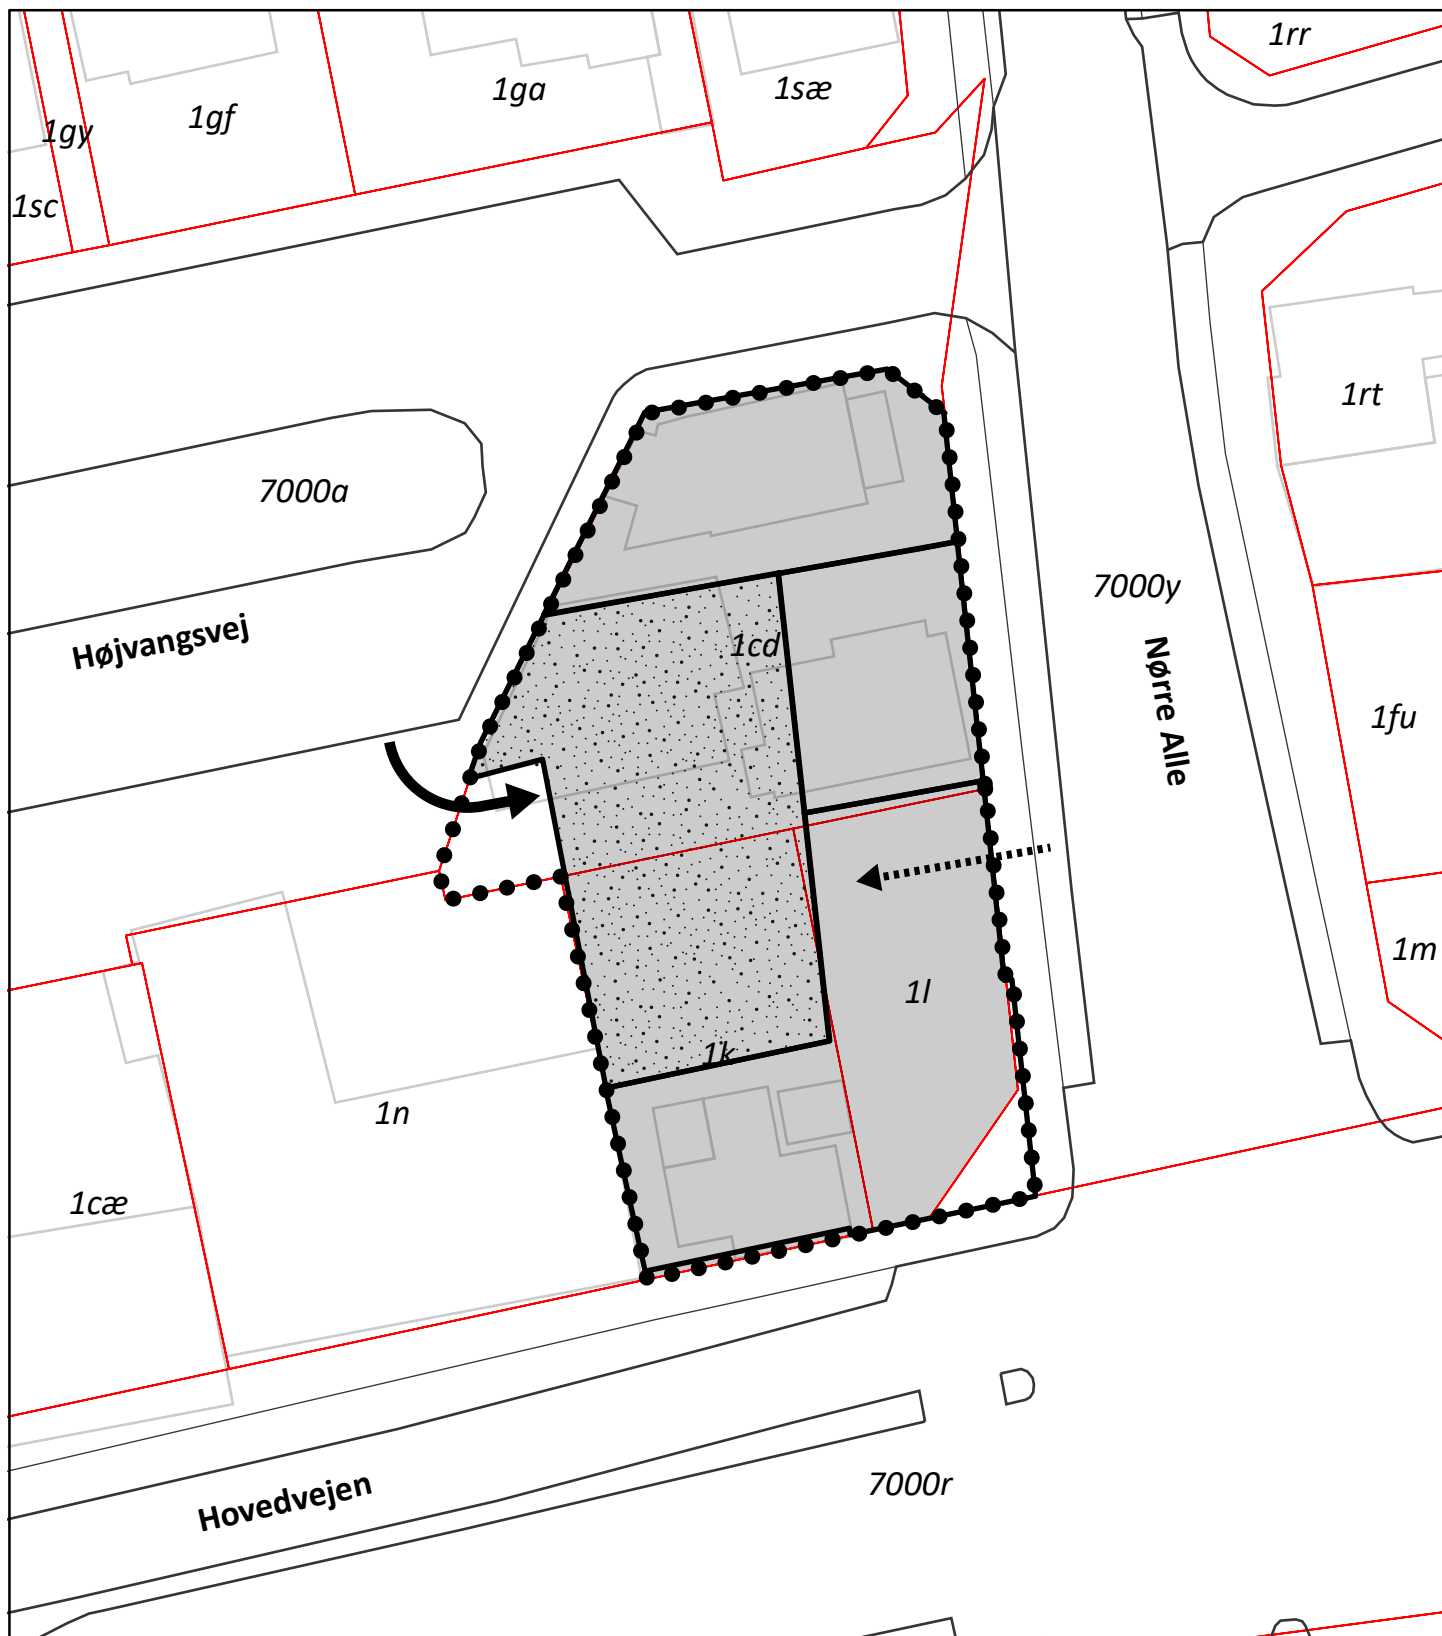 1rr
1ga
1sæ
1gf
1gy
1sc
1rt
7000a
7000y
Højvangsvej
1cd
Nørre Alle
1fu
1m
1l
1k
1n
1cæ
7000r
Hovedvejen